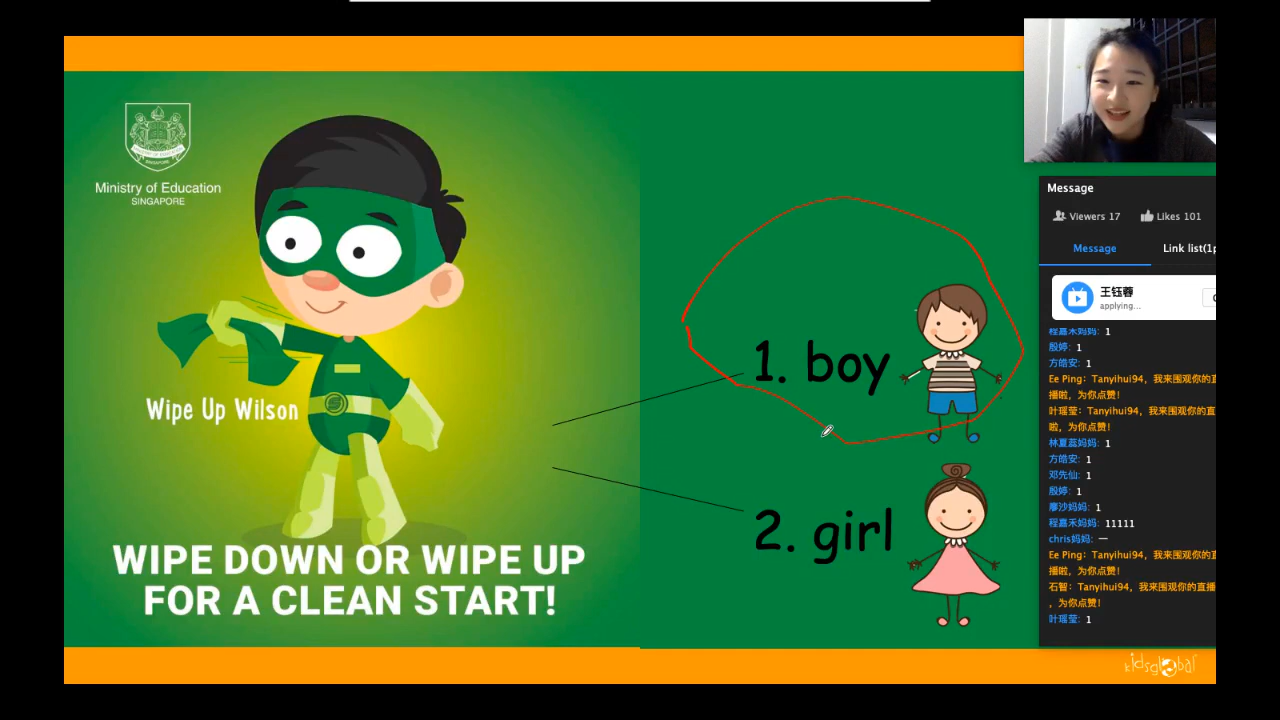 Ministry of Education
SINGAPORE
Wipe Up Wilson
WIPE DOWN OR WIPE UP
FOR A CLEAN START!
1. boy
2. girl
Message
Viewers 17
Likes 101
Message
Link list(1p
王钰蓉
applying...
程嘉禾妈妈: 1
殷婷: 1
方皓安: 1
Ee Ping: Tanyihui94，我来围观你的直
播啦，为你点赞!
叶瑶莹: Tanyihui94，我来围观你的直播
啦，为你点赞!
林夏蕊妈妈: 1
方皓安: 1
邓先仙: 1
殷婷: 1
廖沙妈妈: 1
程嘉禾妈妈: 11111
chris妈妈: 一
Ee Ping: Tanyihui94，我来围观你的直
播啦，为你点赞!
石智: Tanyihui94，我来围观你的直播啦
，为你点赞!
叶瑶莹: 1
kidsglobal